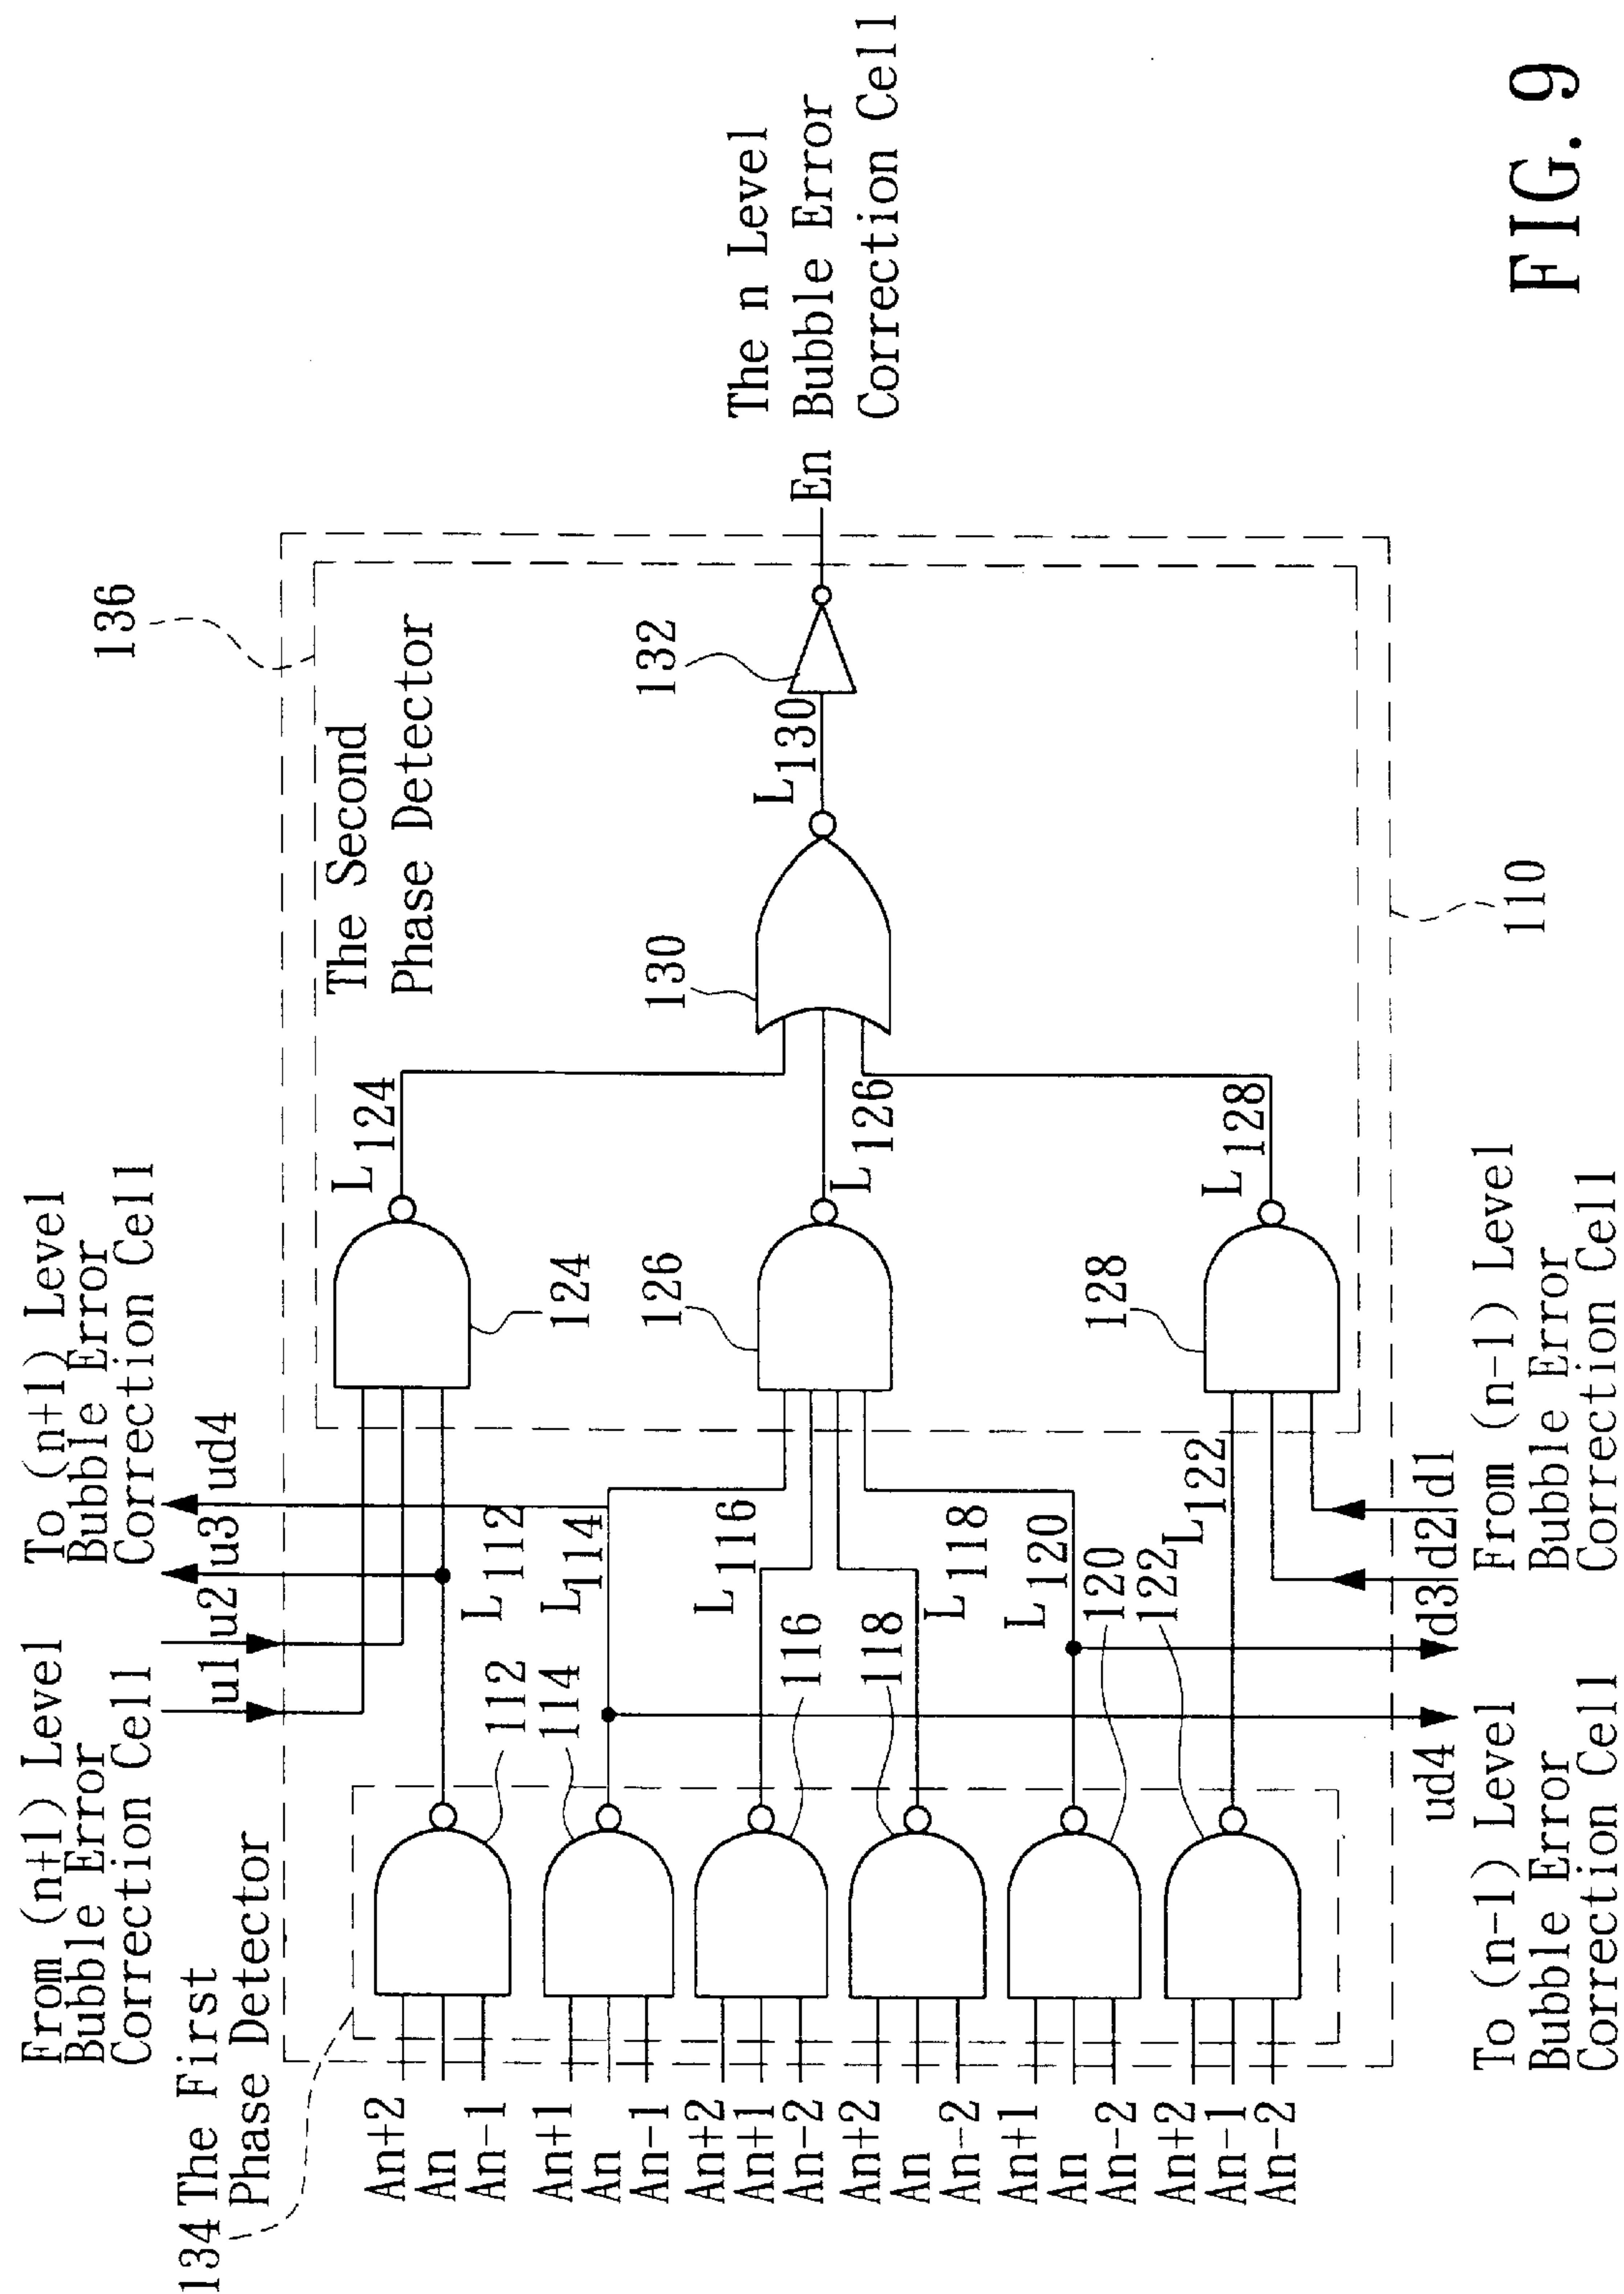 From (n+1) Level
Bubble Error
Correction Cell
To (n+1) Level
Bubble Error
Correction Cell
u1
u2
u3
ud4
136
134
The First
Phase Detector
The Second
Phase Detector
An+2
An
An-1
An+1
An
An-1
An+2
An+1
An-2
An+2
An
An-2
An+1
An
An-2
An+2
An-1
An-2
112
114
116
118
120
122
L112
L114
L116
L118
L120
L122
124
126
128
L124
L126
L128
130
L130
132
En
The n Level
Bubble Error
Correction Cell
110
ud4
d3
d2
d1
To (n-1) Level
Bubble Error
Correction Cell
From (n-1) Level
Bubble Error
Correction Cell
FIG. 9